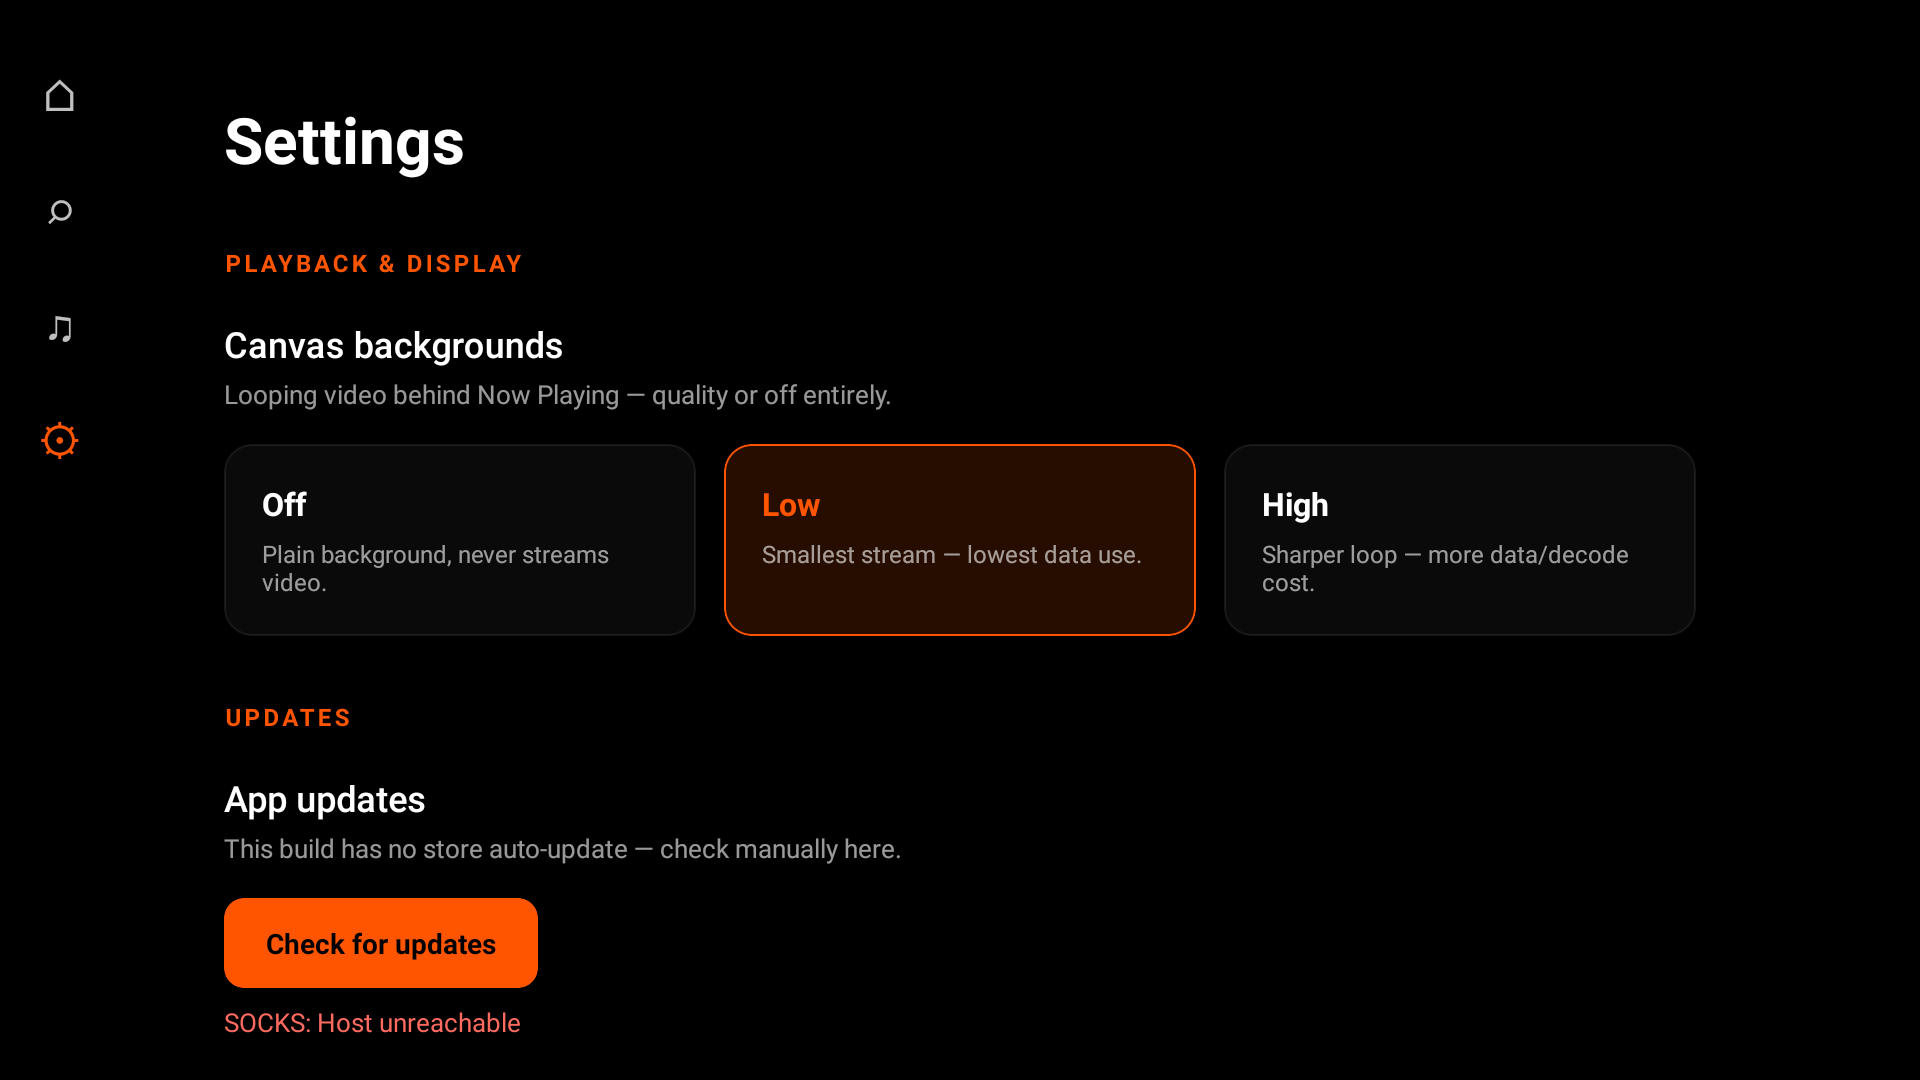 Settings
PLAYBACK & DISPLAY
Canvas backgrounds
Looping video behind Now Playing — quality or off entirely.
Off
Plain background, never streams
video.
Low
Smallest stream — lowest data use.
High
Sharper loop — more data/decode
cost.
UPDATES
App updates
This build has no store auto-update — check manually here.
Check for updates
SOCKS: Host unreachable